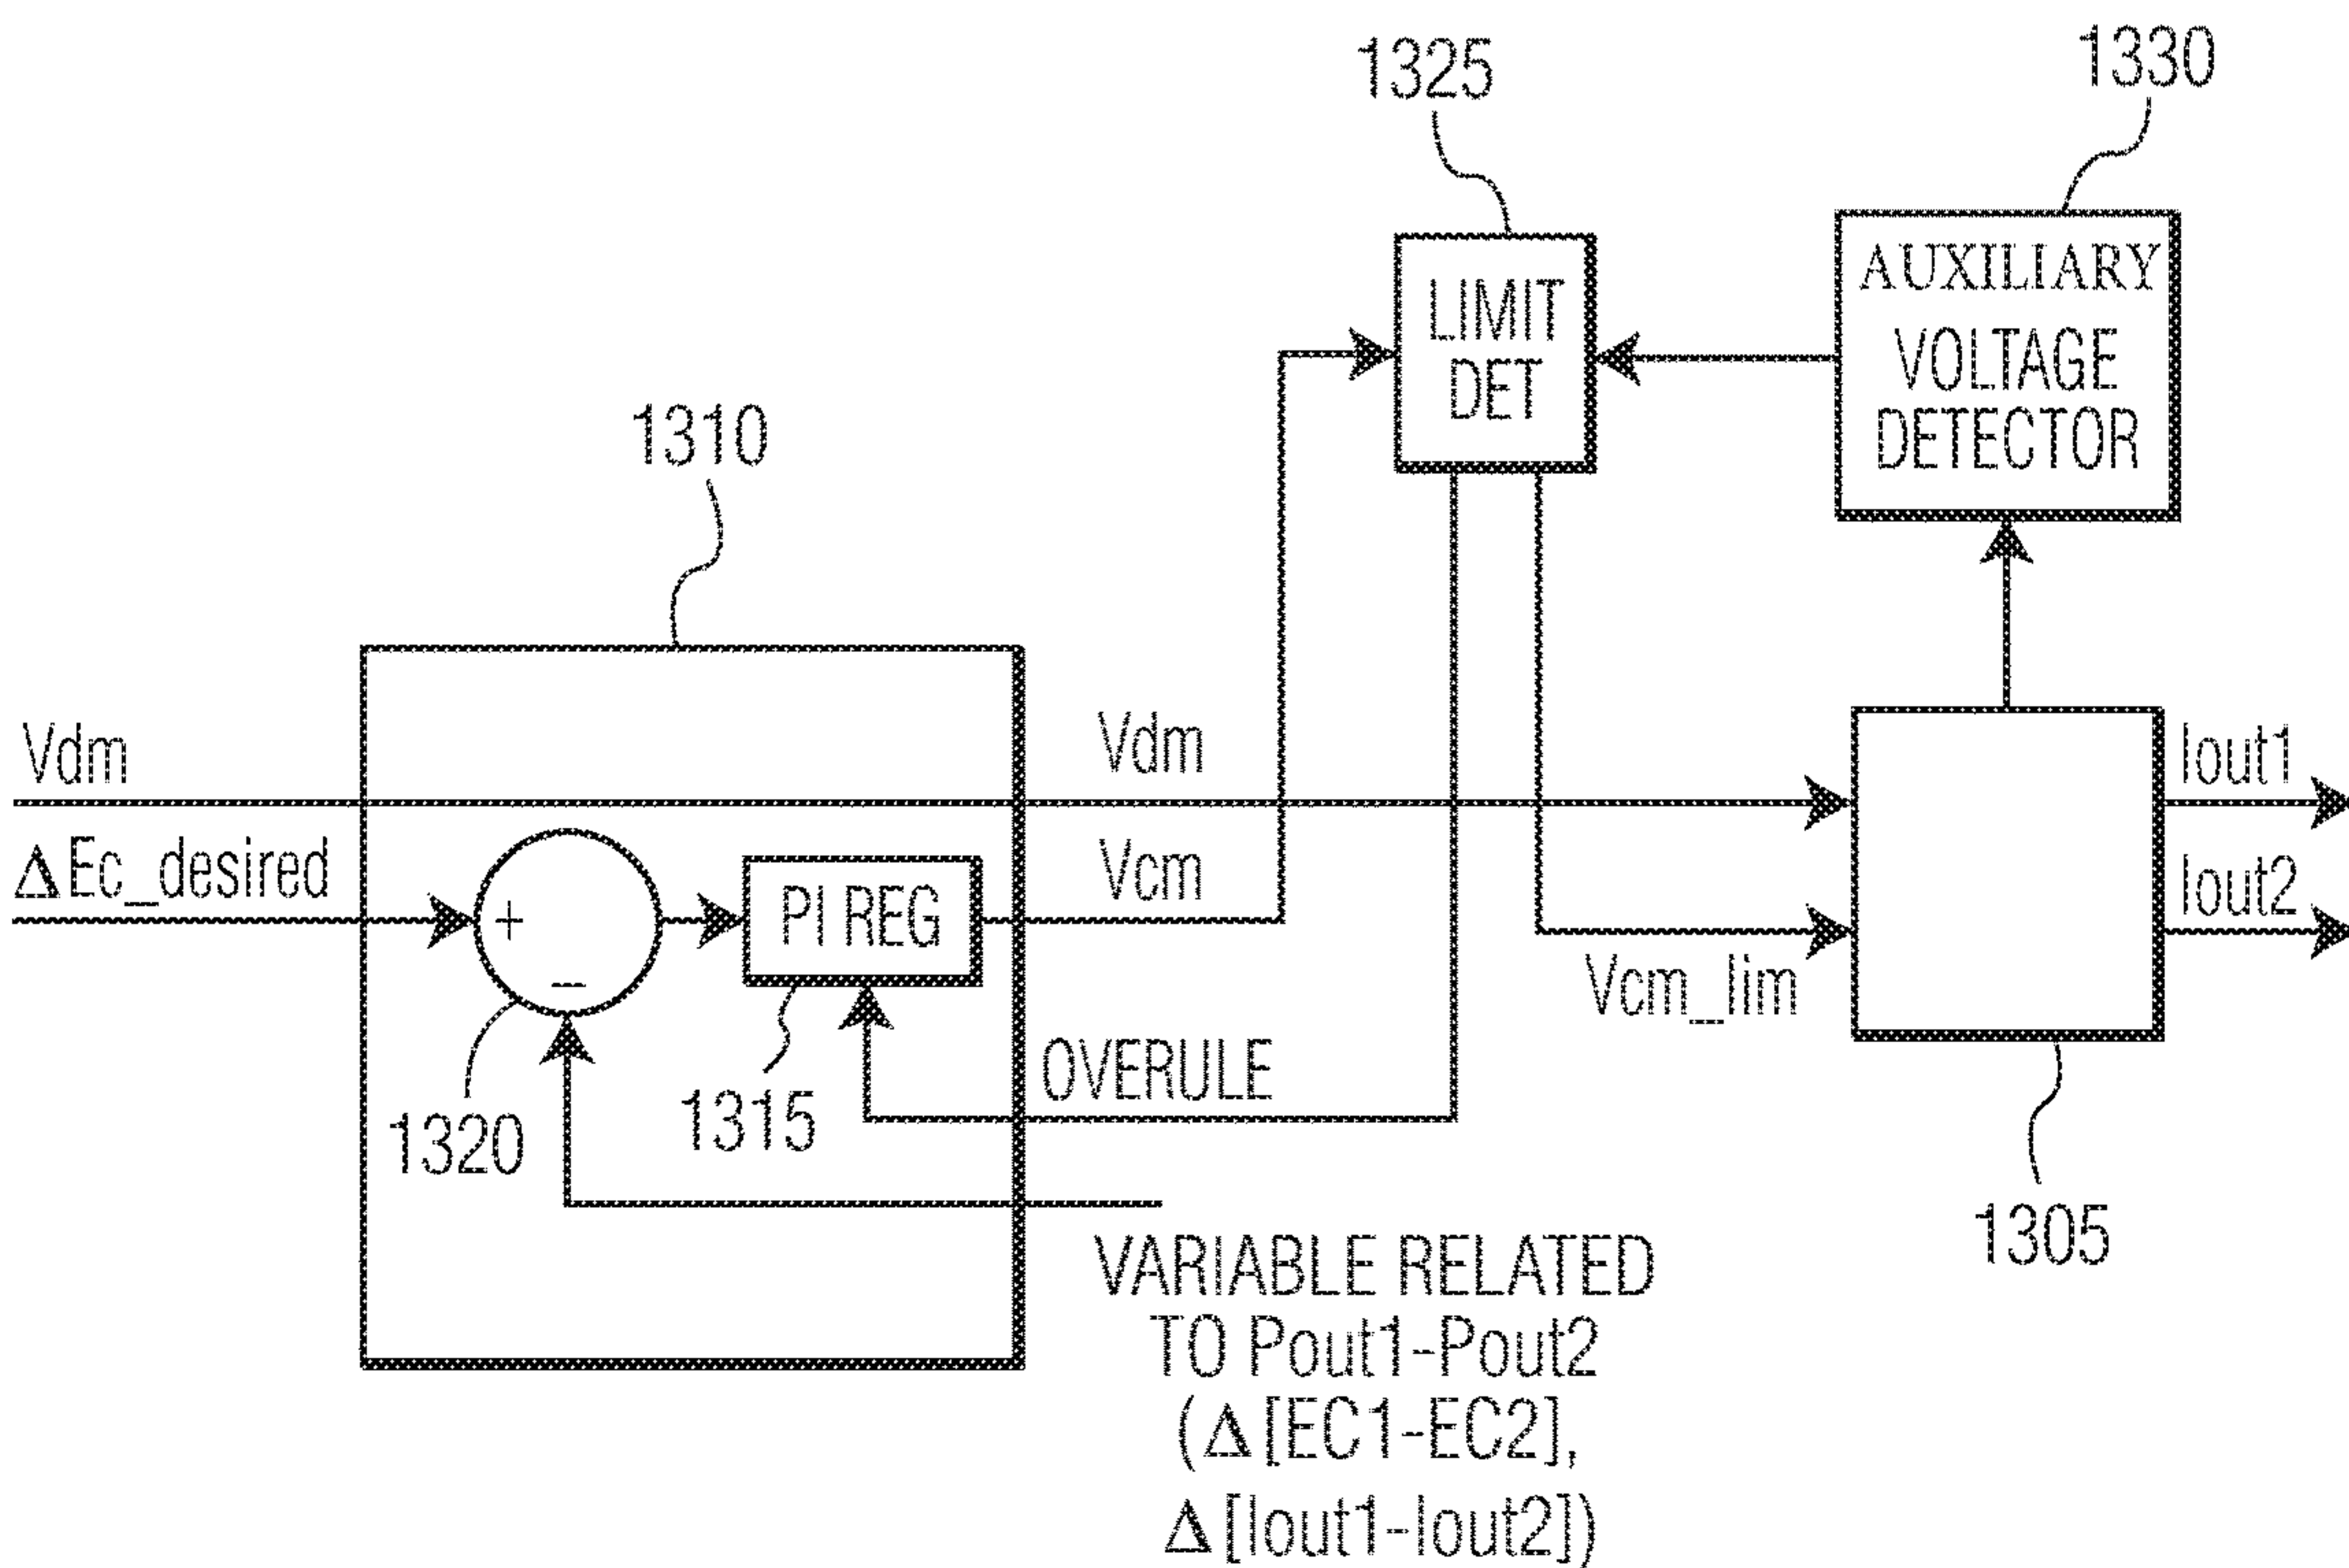 1325
1330
LIMIT
DET
AUXILIARY
VOLTAGE
DETECTOR
1310
Vdm
Vdm
Iout1
ΔEc_desired
Vcm
Iout2
+
PI REG
−
Vcm_lim
OVERULE
1320
1315
1305
VARIABLE RELATED
TO Pout1-Pout2
(Δ[EC1-EC2],
Δ[Iout1-Iout2])